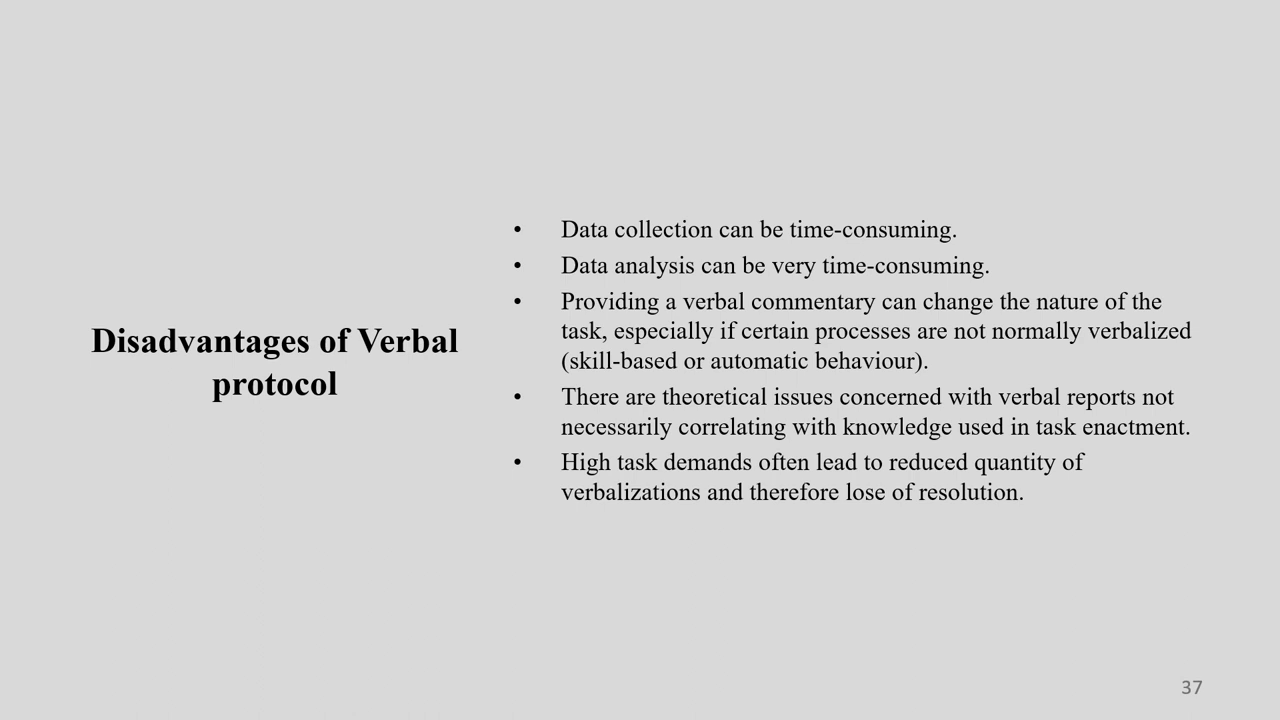 Disadvantages of Verbal
protocol
• Data collection can be time-consuming.
• Data analysis can be very time-consuming.
• Providing a verbal commentary can change the nature of the
task, especially if certain processes are not normally verbalized
(skill-based or automatic behaviour).
• There are theoretical issues concerned with verbal reports not
necessarily correlating with knowledge used in task enactment.
• High task demands often lead to reduced quantity of
verbalizations and therefore lose of resolution.
37